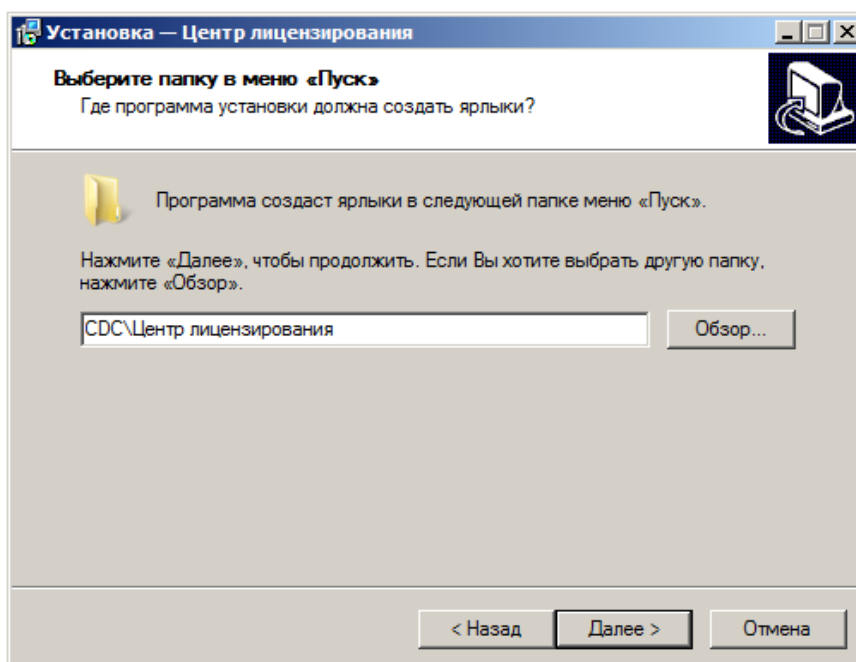 Установка — Центр лицензирования
Выберите папку в меню «Пуск»
Где программа установки должна создать ярлыки?
Программа создаст ярлыки в следующей папке меню «Пуск».
Нажмите «Далее», чтобы продолжить. Если Вы хотите выбрать другую папку,
нажмите «Обзор».
CDC\Центр лицензирования
Обзор...
< Назад
Далее >
Отмена